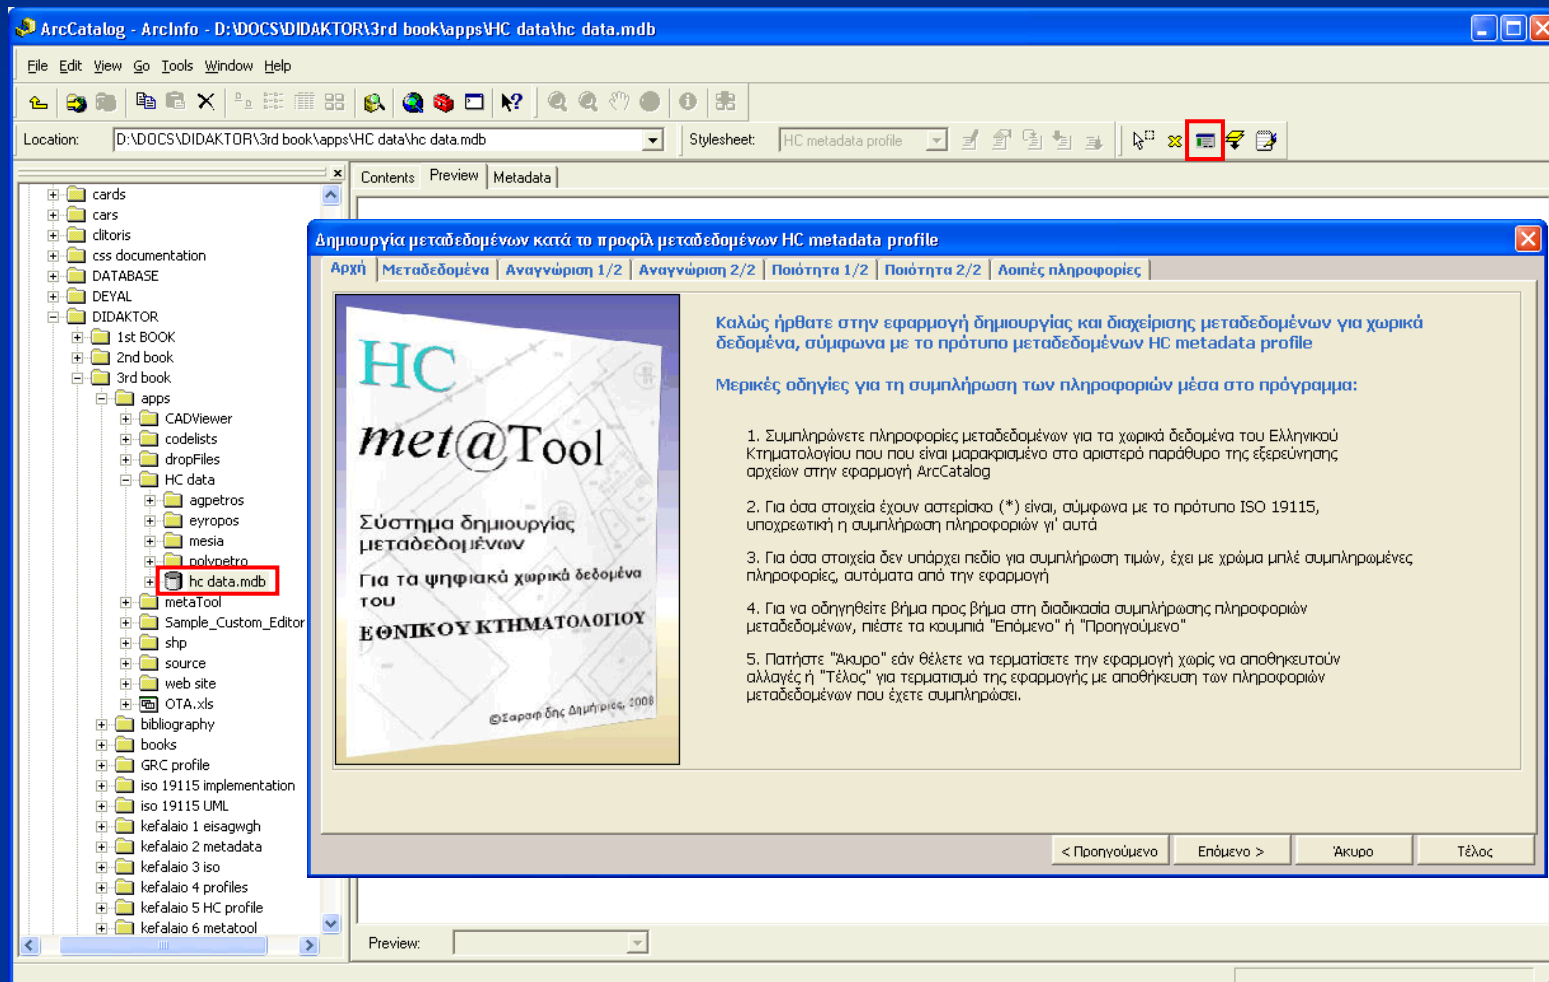 ArcCatalog - ArcInfo - D:\DOCS\DIDAKTOR\3rd book\apps\HC data\hc data.mdb
File Edit View Go Tools Window Help
Location: D:\DOCS\DIDAKTOR\3rd book\apps\HC data\hc data.mdb Stylesheet: HC metadata profile
Contents Preview Metadata
cards
cars
clitoris
css documentation
DATABASE
DEYAL
DIDAKTOR
1st BOOK
2nd book
3rd book
apps
CADViewer
codelists
dropFiles
HC data
agpetros
eyropos
mesia
polypetro
hc data.mdb
metaTool
Sample_Custom_Editor
shp
source
web site
OTA.xls
bibliography
books
GRC profile
iso 19115 implementation
iso 19115 UML
kefalaio 1 eisagwgh
kefalaio 2 metadata
kefalaio 3 iso
kefalaio 4 profiles
kefalaio 5 HC profile
kefalaio 6 metatool
Δημιουργία μεταδεδομένων κατά το προφίλ μεταδεδομένων HC metadata profile
Αρχή Μεταδεδομένα Αναγνώριση 1/2 Αναγνώριση 2/2 Ποιότητα 1/2 Ποιότητα 2/2 Λοιπές πληροφορίες
HC
met@Tool
Σύστημα δημιουργίας
μεταδεδομένων
Για τα ψηφιακά χωρικά δεδομένα
του
ΕΘΝΙΚΟΥ ΚΤΗΜΑΤΟΛΟΓΙΟΥ
©Σαραφίδης Δημήτριος, 2008
Καλώς ήρθατε στην εφαρμογή δημιουργίας και διαχείρισης μεταδεδομένων για χωρικά
δεδομένα, σύμφωνα με το πρότυπο μεταδεδομένων HC metadata profile
Μερικές οδηγίες για τη συμπλήρωση των πληροφοριών μέσα στο πρόγραμμα:
1. Συμπληρώνετε πληροφορίες μεταδεδομένων για τα χωρικά δεδομένα του Ελληνικού
Κτηματολογίου που που είναι μαρακρισμένο στο αριστερό παράθυρο της εξερεύνησης
αρχείων στην εφαρμογή ArcCatalog
2. Για όσα στοιχεία έχουν αστερίσκο (*) είναι, σύμφωνα με το πρότυπο ISO 19115,
υποχρεωτική η συμπλήρωση πληροφοριών γι' αυτά
3. Για όσα στοιχεία δεν υπάρχει πεδίο για συμπλήρωση τιμών, έχει με χρώμα μπλέ συμπληρωμένες
πληροφορίες, αυτόματα από την εφαρμογή
4. Για να οδηγηθείτε βήμα προς βήμα στη διαδικασία συμπλήρωσης πληροφοριών
μεταδεδομένων, πιέστε τα κουμπιά "Επόμενο" ή "Προηγούμενο"
5. Πατήστε "Άκυρο" εάν θέλετε να τερματίσετε την εφαρμογή χωρίς να αποθηκευτούν
αλλαγές ή "Τέλος" για τερματισμό της εφαρμογής με αποθήκευση των πληροφοριών
μεταδεδομένων που έχετε συμπληρώσει.
< Προηγούμενο Επόμενο > Άκυρο Τέλος
Preview: